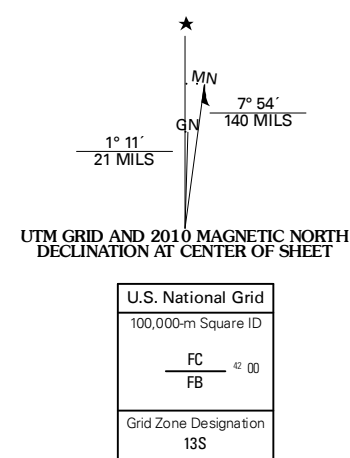 ★
MN
7° 54´
140 MILS
GN
1° 11´
21 MILS
UTM GRID AND 2010 MAGNETIC NORTH
DECLINATION AT CENTER OF SHEET
U.S. National Grid
100,000-m Square ID
FC
42 00
FB
Grid Zone Designation
13S